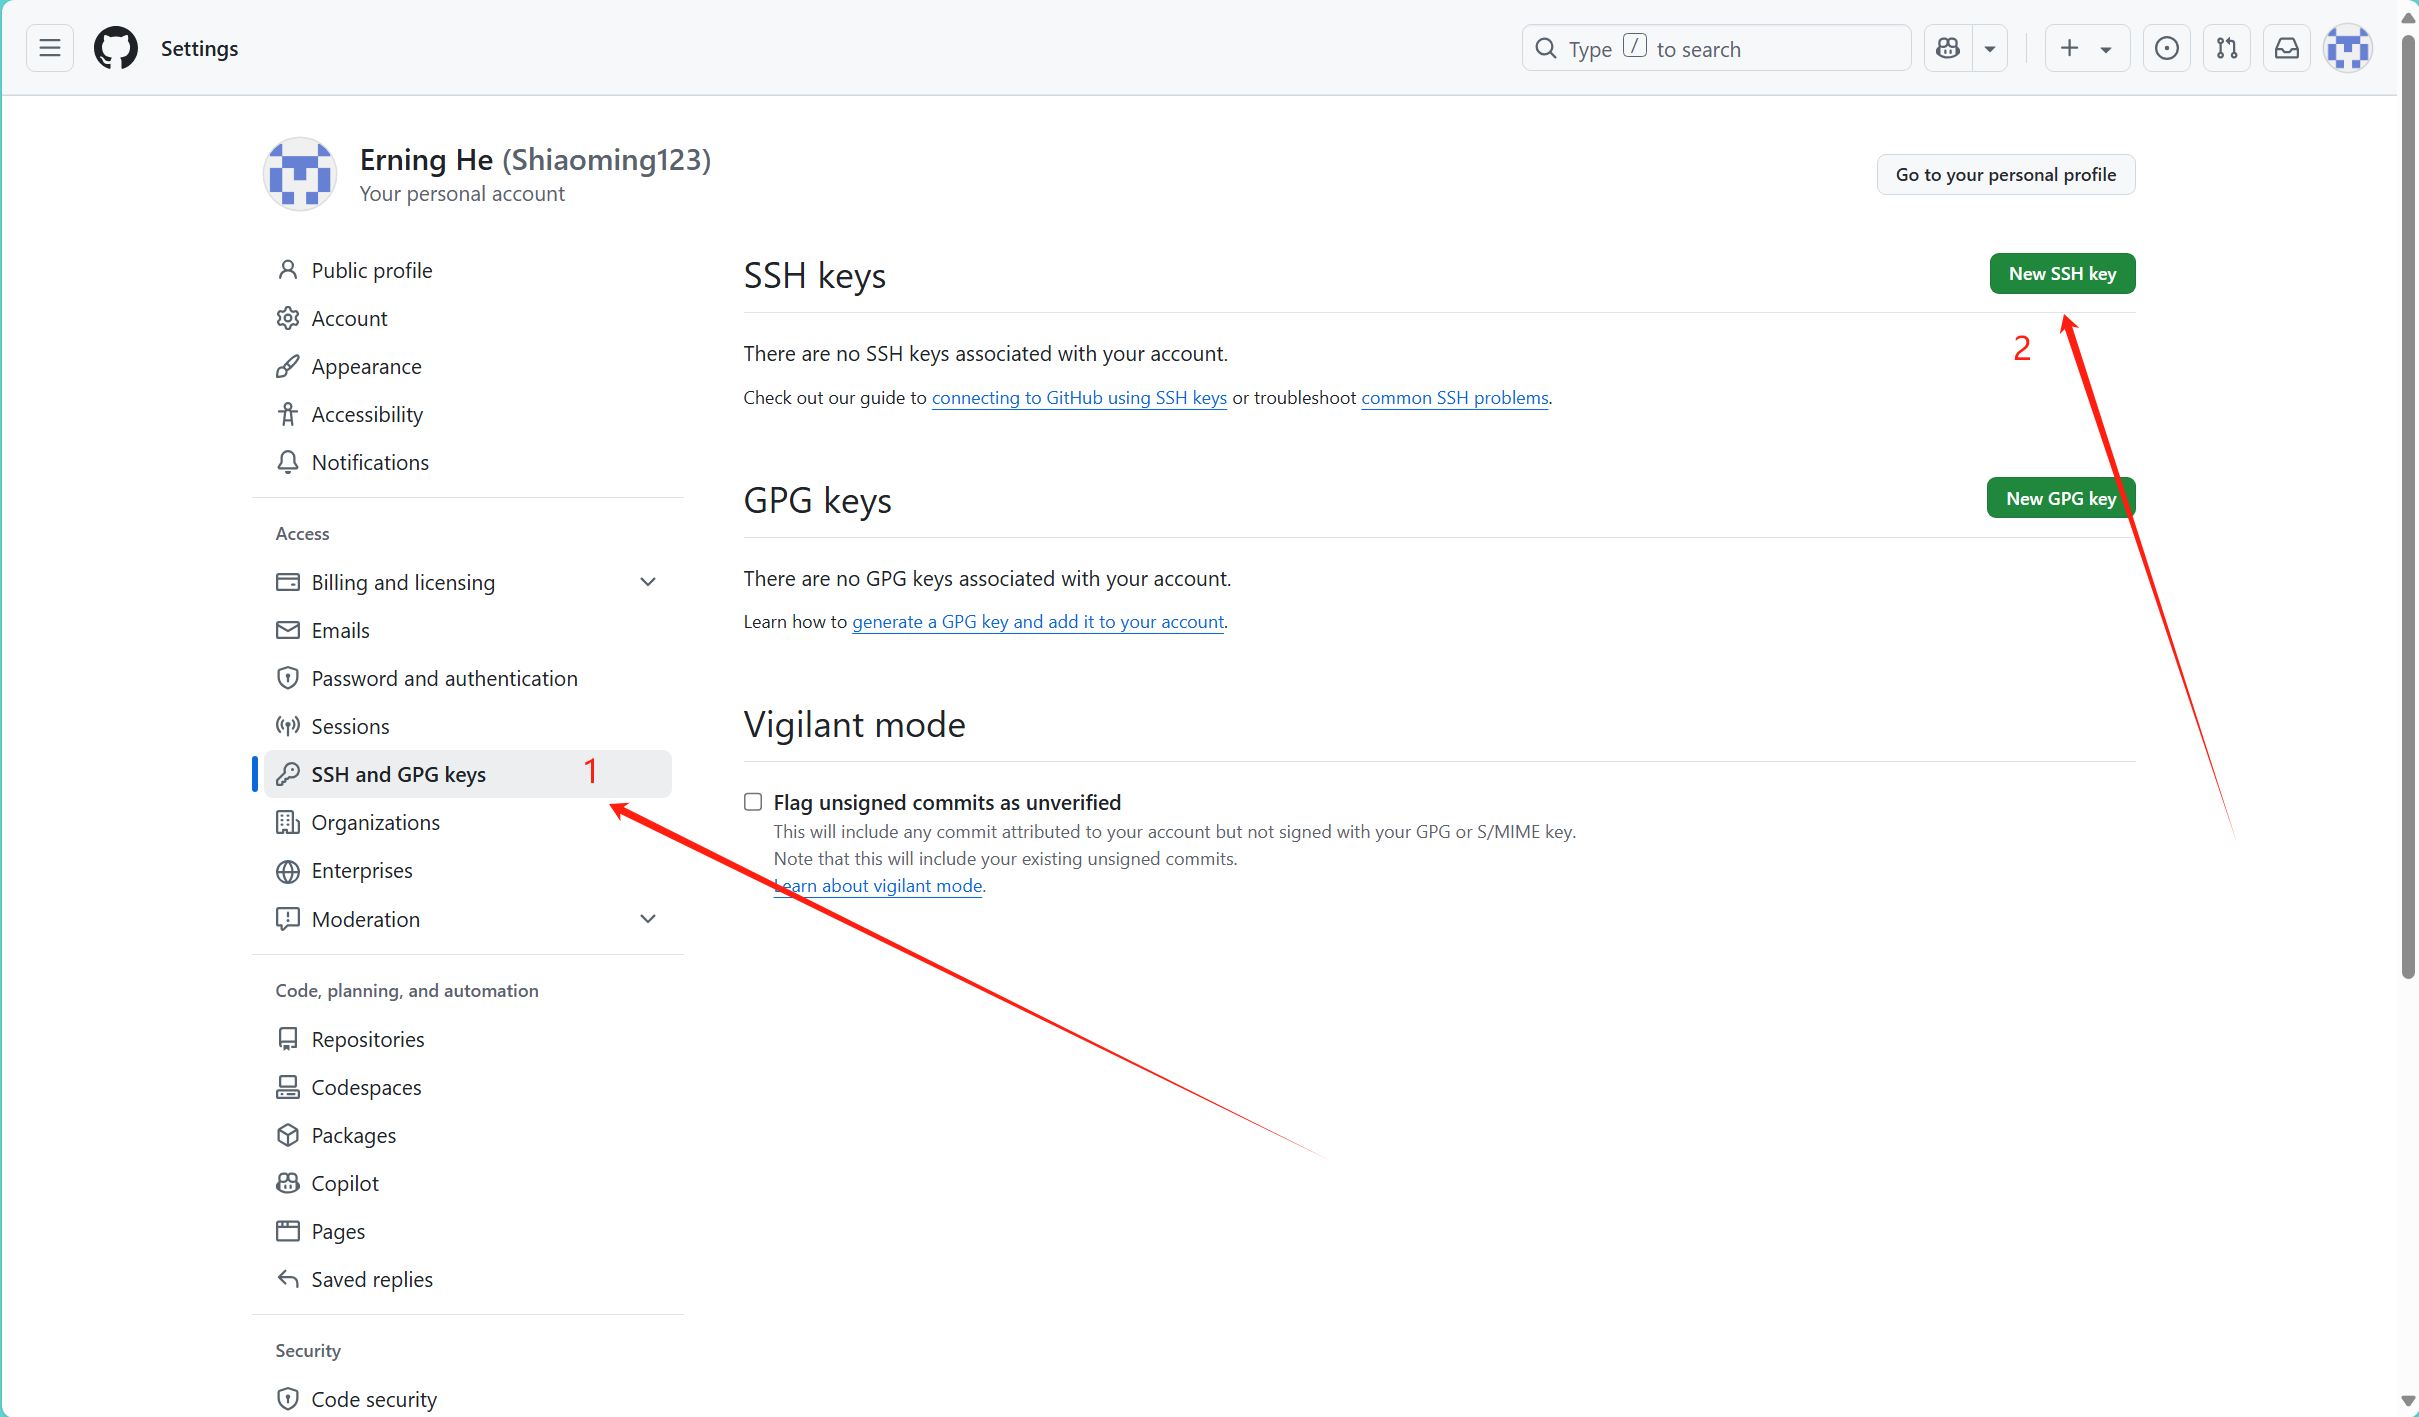 Settings
Type / to search
Erning He (Shiaoming123)
Your personal account
Go to your personal profile
Public profile
Account
Appearance
Accessibility
Notifications
Access
Billing and licensing
Emails
Password and authentication
Sessions
SSH and GPG keys 1
Organizations
Enterprises
Moderation
Code, planning, and automation
Repositories
Codespaces
Packages
Copilot
Pages
Saved replies
Security
Code security
SSH keys
New SSH key
2
There are no SSH keys associated with your account.
Check out our guide to connecting to GitHub using SSH keys or troubleshoot common SSH problems.
GPG keys
New GPG key
There are no GPG keys associated with your account.
Learn how to generate a GPG key and add it to your account.
Vigilant mode
Flag unsigned commits as unverified
This will include any commit attributed to your account but not signed with your GPG or S/MIME key.
Note that this will include your existing unsigned commits.
Learn about vigilant mode.